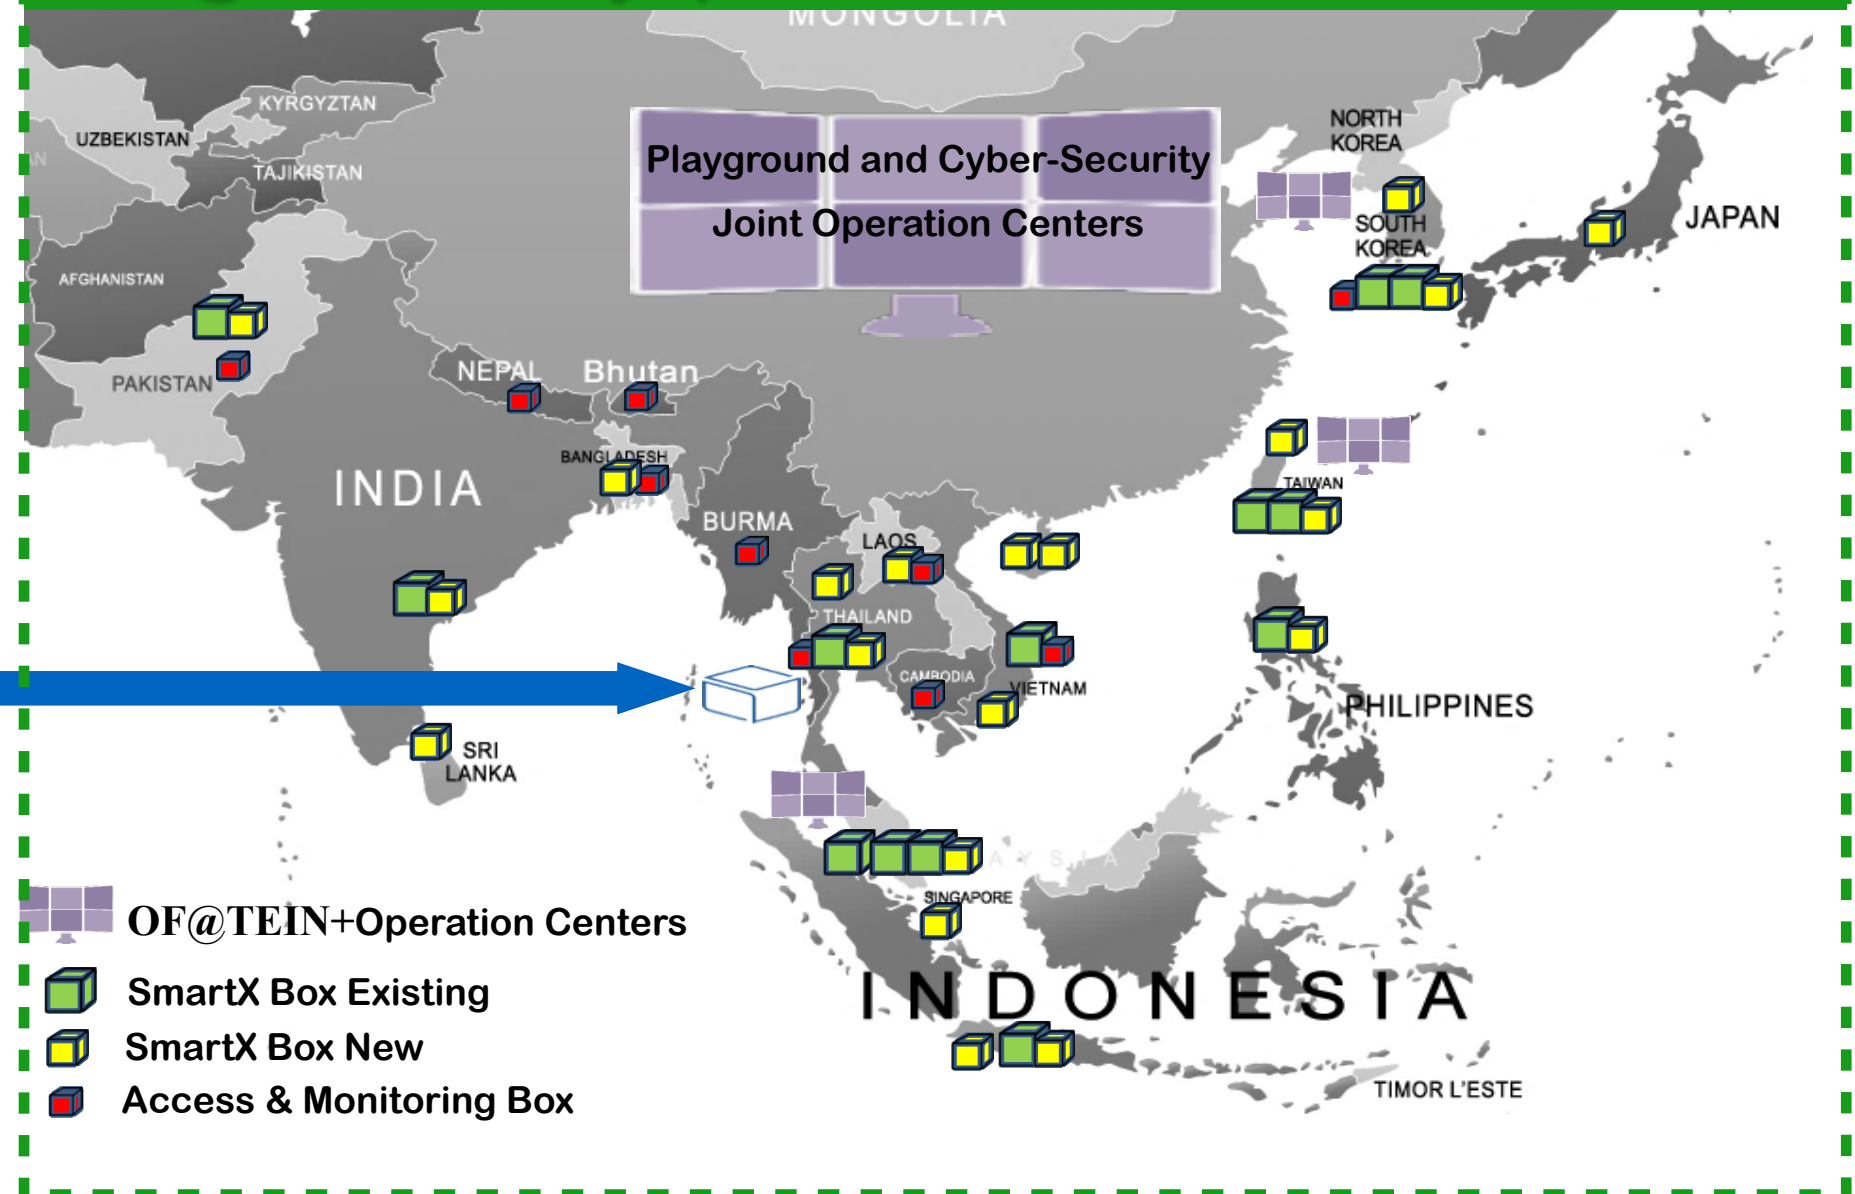 MONGOLIA
KYRGYZTAN
UZBEKISTAN
TAJIKISTAN
AN
NORTH
KOREA
Playground and Cyber-Security
Joint Operation Centers
SOUTH
KOREA
JAPAN
AFGHANISTAN
PAKISTAN
NEPAL
Bhutan
BANGLADESH
INDIA
BURMA
TAIWAN
LAOS
THAILAND
CAMBODIA
VIETNAM
PHILIPPINES
SRI
LANKA
AYSIA
SINGAPORE
OF@TEIN+Operation Centers
SmartX Box Existing
SmartX Box New
Access & Monitoring Box
INDONESIA
TIMOR L'ESTE